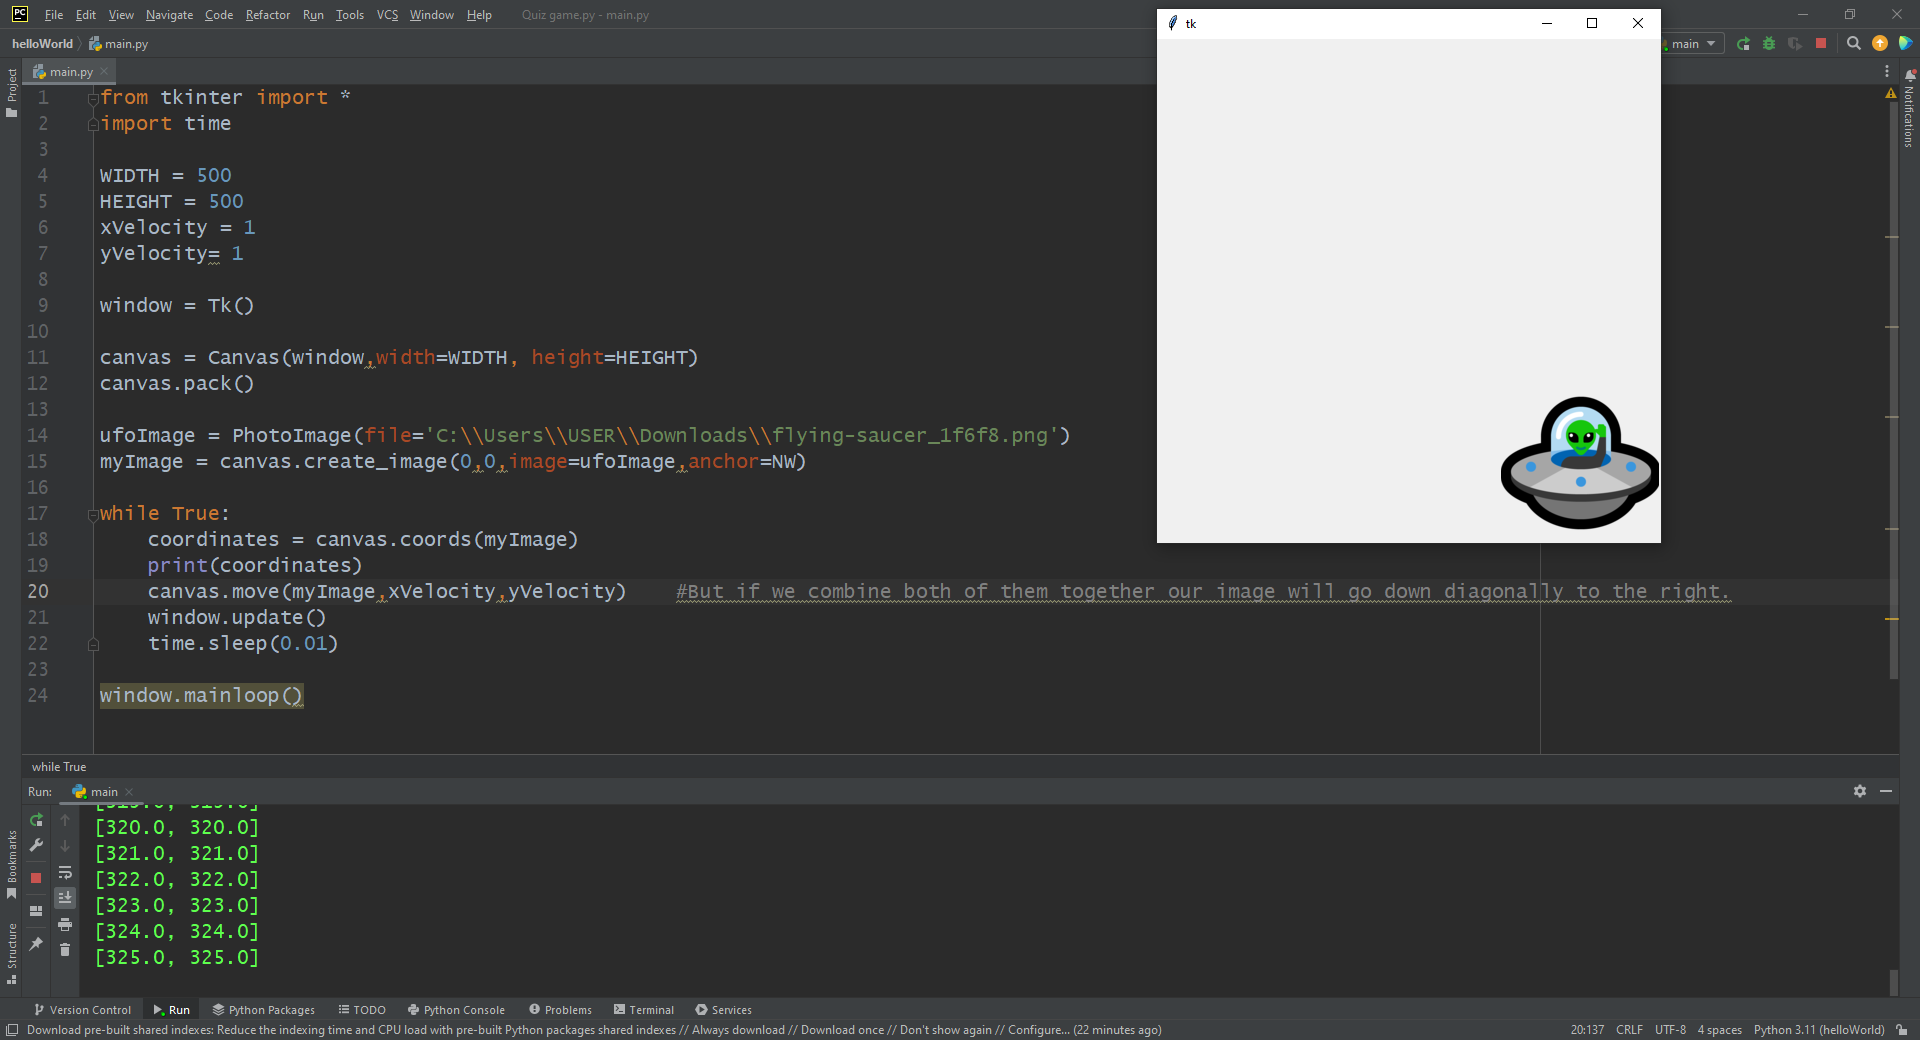 PC File Edit View Navigate Code Refactor Run Tools VCS Window Help Quiz game.py - main.py
tk
helloWorld main.py
main
main.py
Project
Notifications
1 from tkinter import *
2 import time
3
4 WIDTH = 500
5 HEIGHT = 500
6 xVelocity = 1
7 yVelocity= 1
8
9 window = Tk()
10
11 canvas = Canvas(window,width=WIDTH, height=HEIGHT)
12 canvas.pack()
13
14 ufoImage = PhotoImage(file='C:\\Users\\USER\\Downloads\\flying-saucer_1f6f8.png')
15 myImage = canvas.create_image(0,0,image=ufoImage,anchor=NW)
16
17 while True:
18 coordinates = canvas.coords(myImage)
19 print(coordinates)
20 canvas.move(myImage,xVelocity,yVelocity) #But if we combine both of them together our image will go down diagonally to the right.
21 window.update()
22 time.sleep(0.01)
23
24 window.mainloop()
while True
Run: main
[319.0, 319.0]
[320.0, 320.0]
[321.0, 321.0]
[322.0, 322.0]
[323.0, 323.0]
[324.0, 324.0]
[325.0, 325.0]
Bookmarks
Structure
Version Control Run Python Packages TODO Python Console Problems Terminal Services
Download pre-built shared indexes: Reduce the indexing time and CPU load with pre-built Python packages shared indexes // Always download // Download once // Don't show again // Configure... (22 minutes ago) 20:137 CRLF UTF-8 4 spaces Python 3.11 (helloWorld)